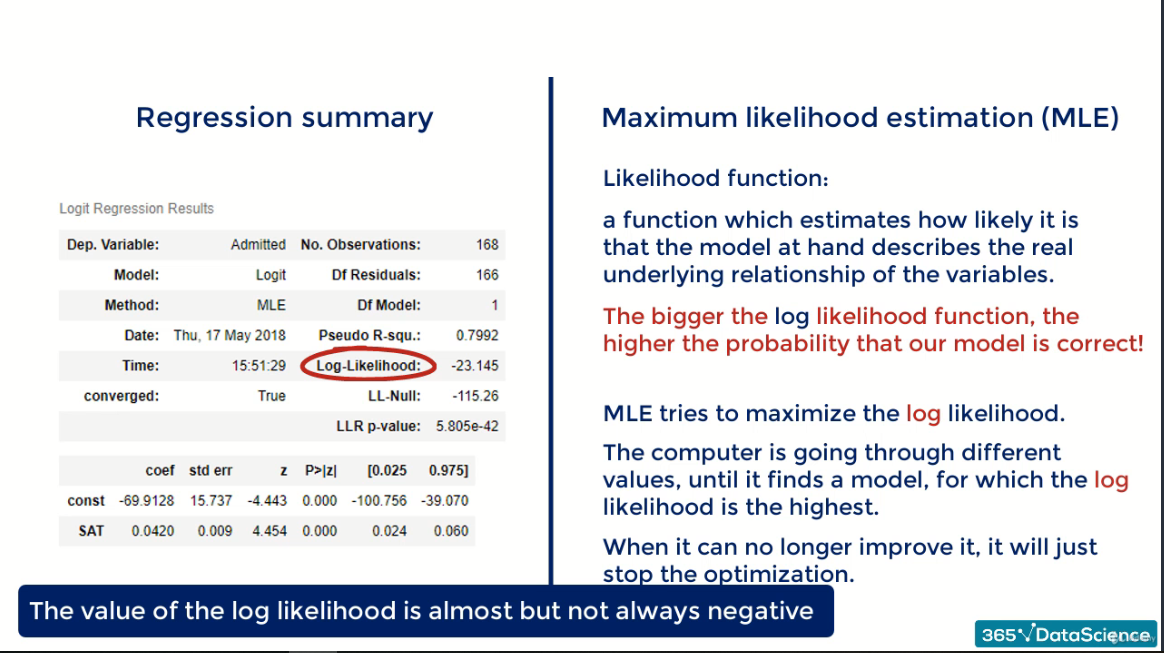 Regression summary
Logit Regression Results
Dep. Variable: Admitted No. Observations: 168
Model: Logit Df Residuals: 166
Method: MLE Df Model: 1
Date: Thu, 17 May 2018 Pseudo R-squ.: 0.7992
Time: 15:51:29 Log-Likelihood: -23.145
converged: True LL-Null: -115.26
LLR p-value: 5.805e-42
coef std err z P>|z| [0.025 0.975]
const -69.9128 15.737 -4.443 0.000 -100.756 -39.070
SAT 0.0420 0.009 4.454 0.000 0.024 0.060
Maximum likelihood estimation (MLE)
Likelihood function:
a function which estimates how likely it is
that the model at hand describes the real
underlying relationship of the variables.
The bigger the log likelihood function, the
higher the probability that our model is correct!
MLE tries to maximize the log likelihood.
The computer is going through different
values, until it finds a model, for which the log
likelihood is the highest.
When it can no longer improve it, it will just
stop the optimization.
The value of the log likelihood is almost but not always negative
365 DataScience